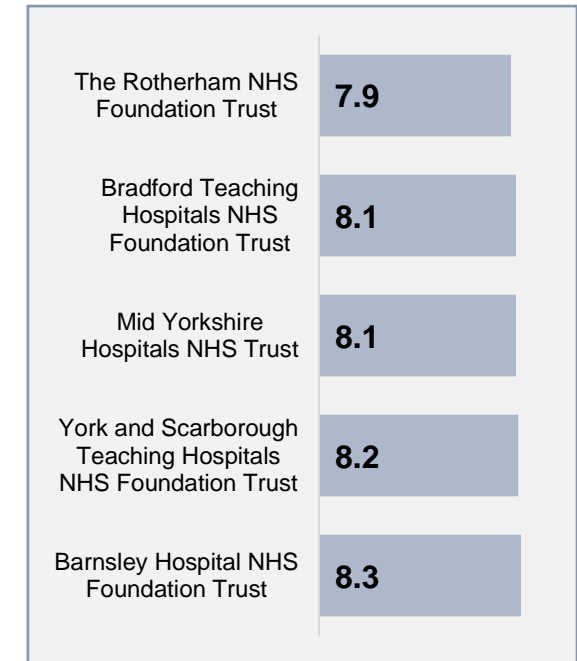 The Rotherham NHS
Foundation Trust
7.9
Bradford Teaching
Hospitals NHS
Foundation Trust
8.1
Mid Yorkshire
Hospitals NHS Trust
8.1
York and Scarborough
Teaching Hospitals
NHS Foundation Trust
8.2
Barnsley Hospital NHS
Foundation Trust
8.3